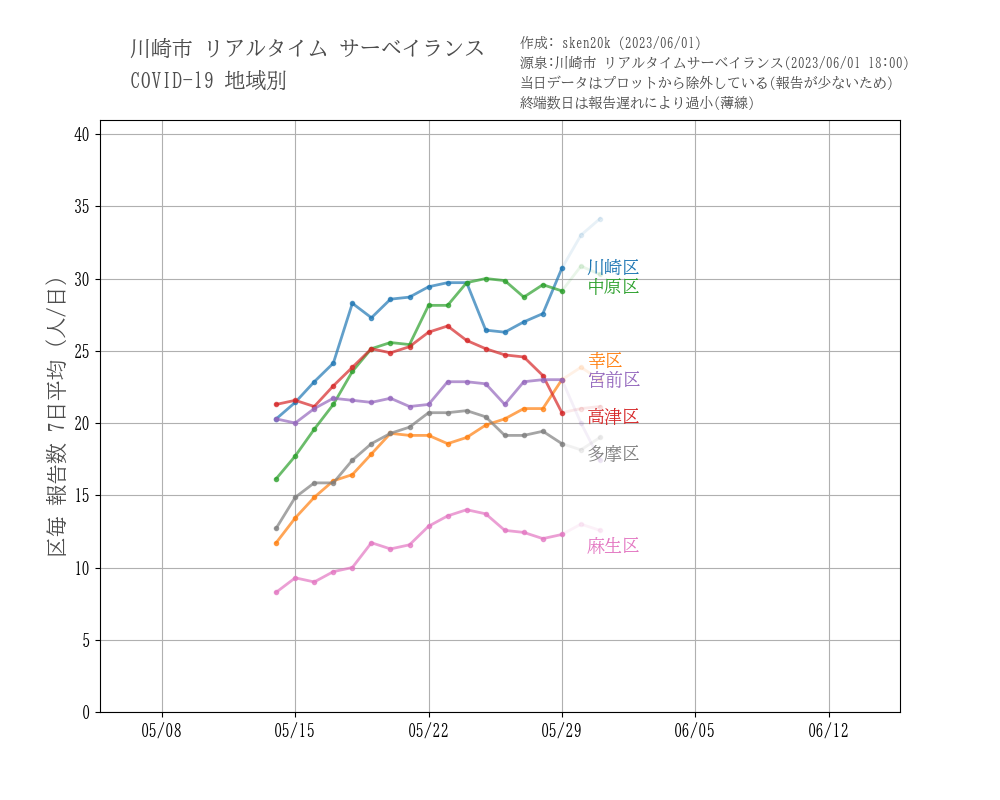 川崎市 リアルタイム サーベイランス
COVID-19 地域別
作成: sken20k (2023/06/01)
源泉:川崎市 リアルタイムサーベイランス(2023/06/01 18:00)
当日データはプロットから除外している(報告が少ないため)
終端数日は報告遅れにより過小(薄線)
区毎 報告数 7日平均 (人/日)
40
35
30
25
20
15
10
5
0
川崎区
中原区
幸区
宮前区
高津区
多摩区
麻生区
05/08
05/15
05/22
05/29
06/05
06/12